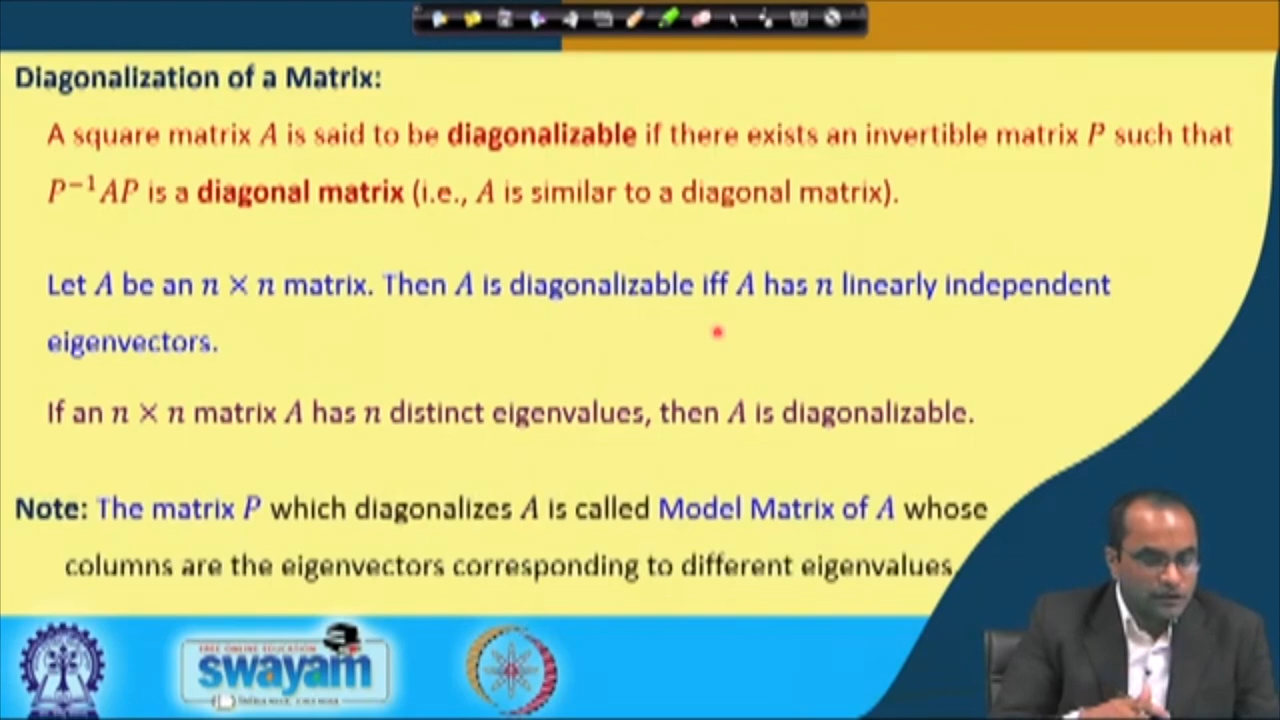 Diagonalization of a Matrix:
A square matrix A is said to be diagonalizable if there exists an invertible matrix P such that
P⁻¹AP is a diagonal matrix (i.e., A is similar to a diagonal matrix).
Let A be an n × n matrix. Then A is diagonalizable iff A has n linearly independent
eigenvectors.
If an n × n matrix A has n distinct eigenvalues, then A is diagonalizable.
Note: The matrix P which diagonalizes A is called Model Matrix of A whose
columns are the eigenvectors corresponding to different eigenvalues
FREE ONLINE EDUCATION
swayam